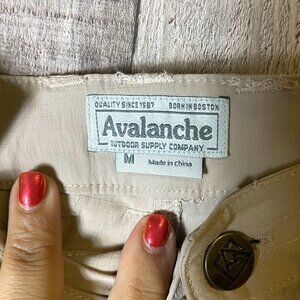 QUALITY SINCE 1987 BORN IN BOSTON
Avalanche
OUTDOOR SUPPLY COMPANY
M Made in China